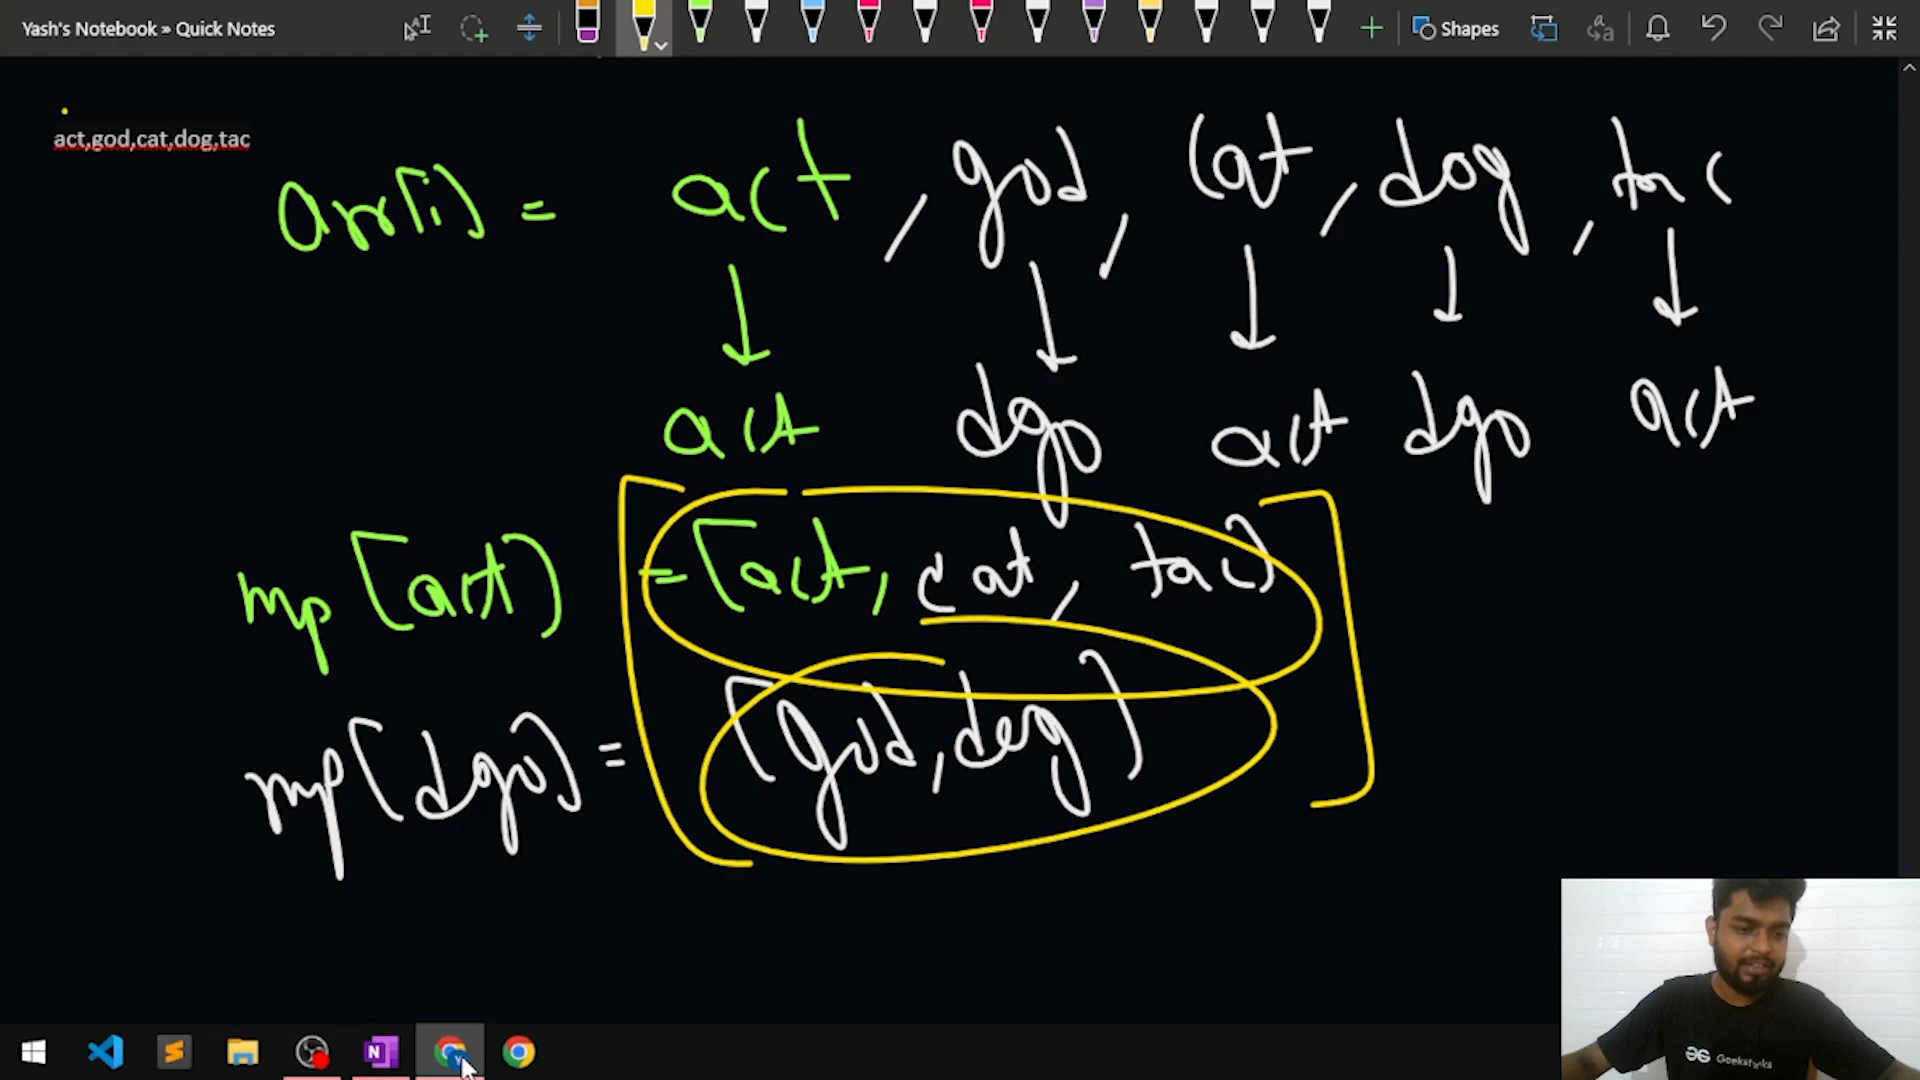 Yash's Notebook » Quick Notes
Shapes
act,god,cat,dog,tac
arr[i] = act, god, cat, dog, tac
act dgo act dgo act
mp[act] = [act, cat, tac]
mp[dgo] = [god, dog]
GeeksforGeeks